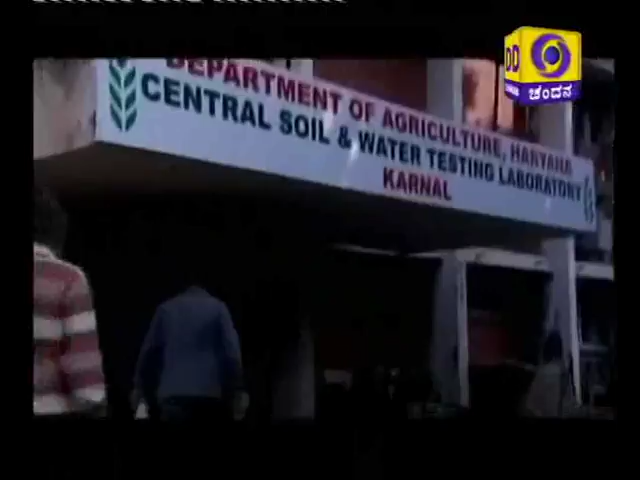 DEPARTMENT OF AGRICULTURE, HARYANA
CENTRAL SOIL & WATER TESTING LABORATORY
KARNAL
DD
ಚಂದನ